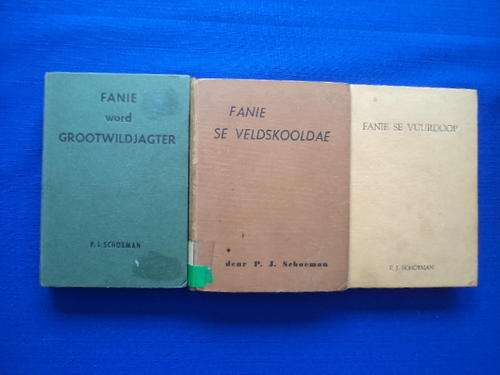 FANIE
word
GROOTWILDJAGTER
P. J. SCHOEMAN
FANIE
SE VELDSKOOLDAE
deur P. J. Schoeman
FANIE SE VUURDOOP
P. J. SCHOEMAN